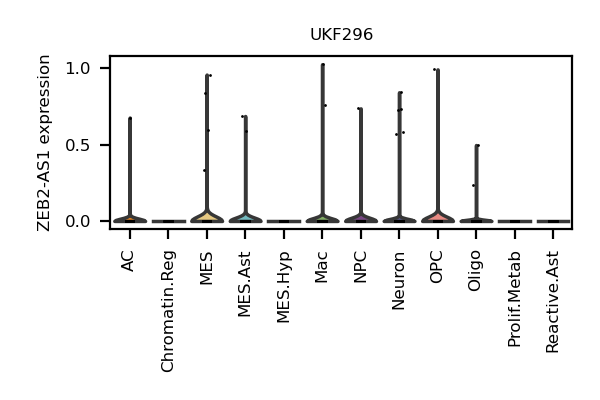 UKF296
ZEB2-AS1 expression
1.0
0.5
0.0
AC
Chromatin.Reg
MES
MES.Ast
MES.Hyp
Mac
NPC
Neuron
OPC
Oligo
Prolif.Metab
Reactive.Ast